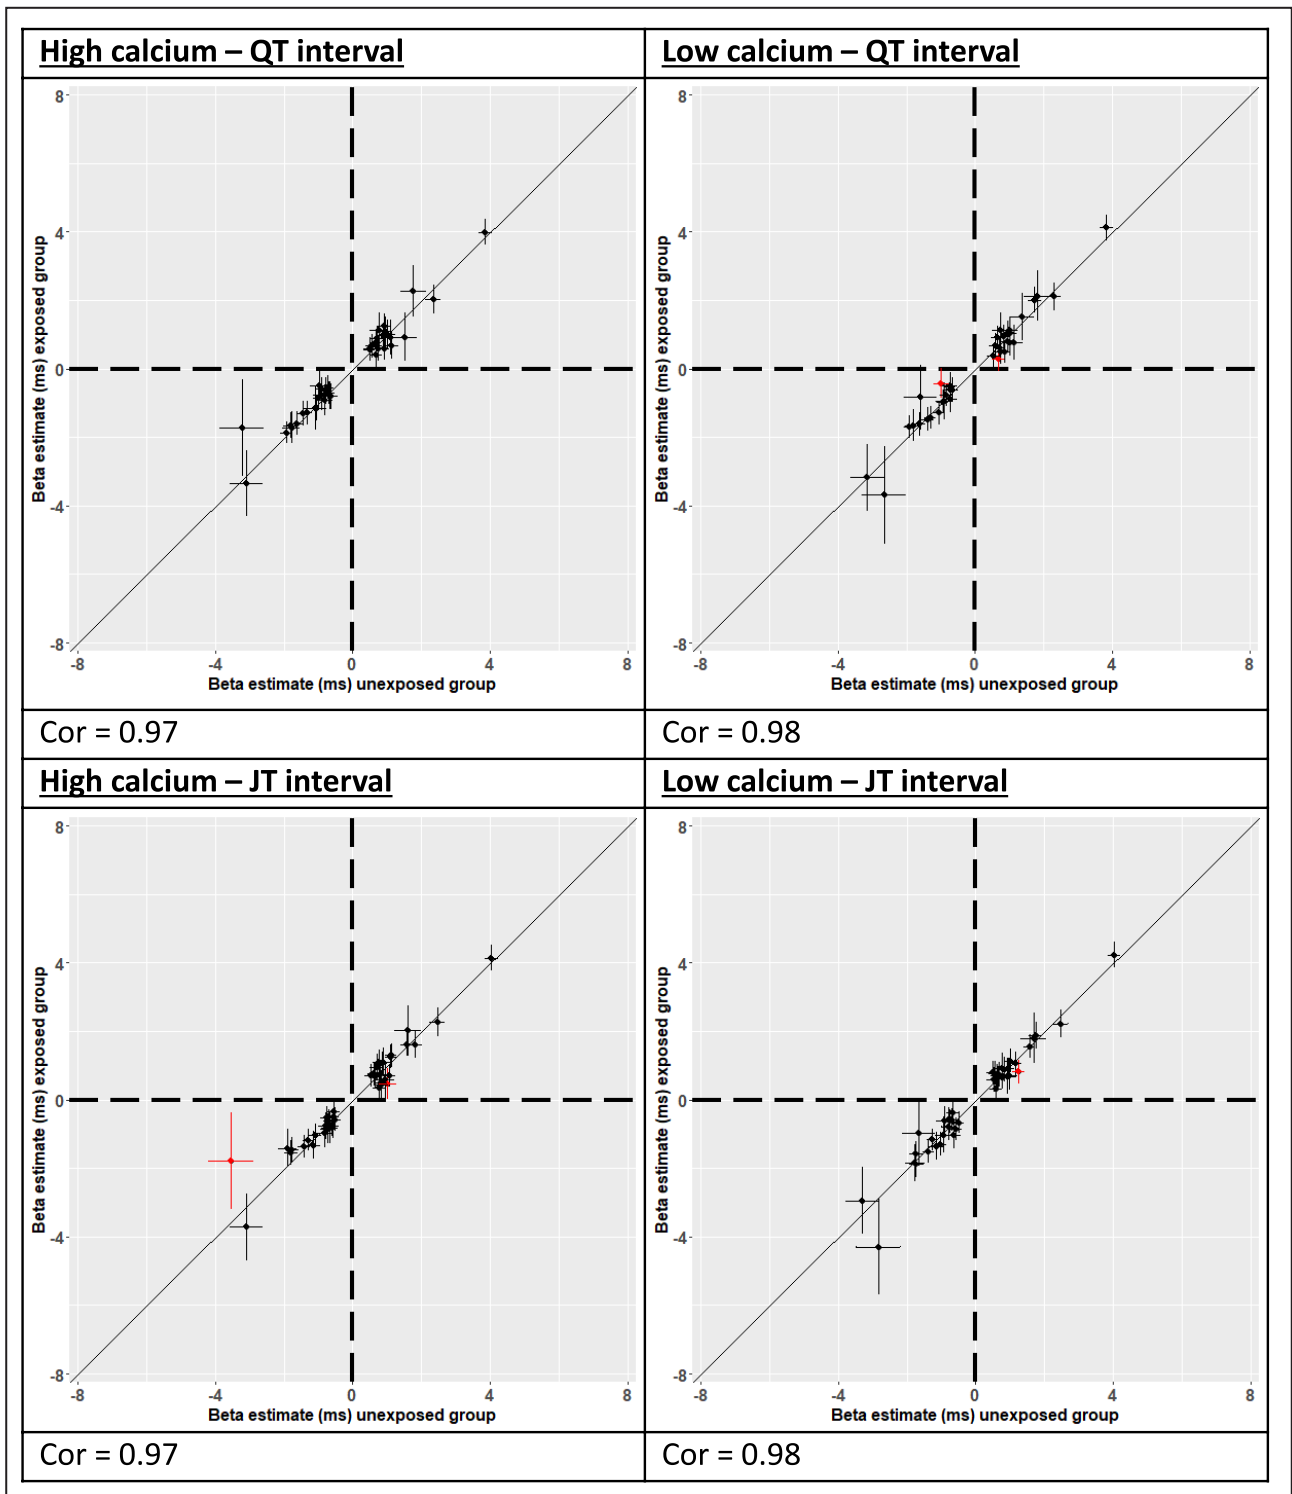 High calcium – QT interval
Low calcium – QT interval
8
4
0
-4
-8
-8
-4
0
4
8
Beta estimate (ms) exposed group
Beta estimate (ms) unexposed group
8
4
0
-4
-8
-8
-4
0
4
8
Beta estimate (ms) exposed group
Beta estimate (ms) unexposed group
Cor = 0.97
Cor = 0.98
High calcium – JT interval
Low calcium – JT interval
8
4
0
-4
-8
-8
-4
0
4
8
Beta estimate (ms) exposed group
Beta estimate (ms) unexposed group
8
4
0
-4
-8
-8
-4
0
4
8
Beta estimate (ms) exposed group
Beta estimate (ms) unexposed group
Cor = 0.97
Cor = 0.98